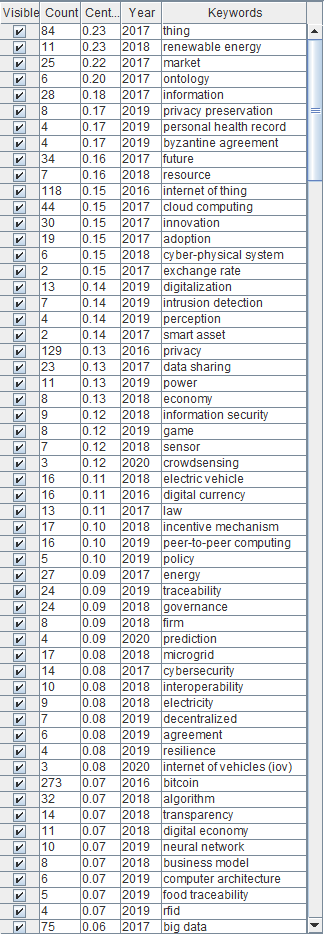 Visible Count Cent... Year Keywords
84 0.23 2017 thing
11 0.23 2018 renewable energy
25 0.22 2017 market
6 0.20 2017 ontology
28 0.18 2017 information
8 0.17 2019 privacy preservation
4 0.17 2019 personal health record
4 0.17 2019 byzantine agreement
34 0.16 2017 future
7 0.16 2018 resource
118 0.15 2016 internet of thing
44 0.15 2017 cloud computing
30 0.15 2017 innovation
19 0.15 2017 adoption
6 0.15 2018 cyber-physical system
2 0.15 2017 exchange rate
13 0.14 2019 digitalization
7 0.14 2019 intrusion detection
4 0.14 2019 perception
2 0.14 2017 smart asset
129 0.13 2016 privacy
23 0.13 2017 data sharing
11 0.13 2019 power
8 0.13 2018 economy
9 0.12 2018 information security
8 0.12 2019 game
7 0.12 2018 sensor
3 0.12 2020 crowdsensing
16 0.11 2018 electric vehicle
16 0.11 2016 digital currency
13 0.11 2017 law
17 0.10 2018 incentive mechanism
16 0.10 2019 peer-to-peer computing
5 0.10 2019 policy
27 0.09 2017 energy
24 0.09 2019 traceability
24 0.09 2018 governance
8 0.09 2018 firm
4 0.09 2020 prediction
17 0.08 2018 microgrid
14 0.08 2017 cybersecurity
10 0.08 2018 interoperability
9 0.08 2018 electricity
7 0.08 2019 decentralized
6 0.08 2019 agreement
4 0.08 2019 resilience
3 0.08 2020 internet of vehicles (iov)
273 0.07 2016 bitcoin
32 0.07 2018 algorithm
14 0.07 2018 transparency
11 0.07 2018 digital economy
10 0.07 2019 neural network
8 0.07 2018 business model
6 0.07 2019 computer architecture
5 0.07 2019 food traceability
4 0.07 2019 rfid
75 0.06 2017 big data